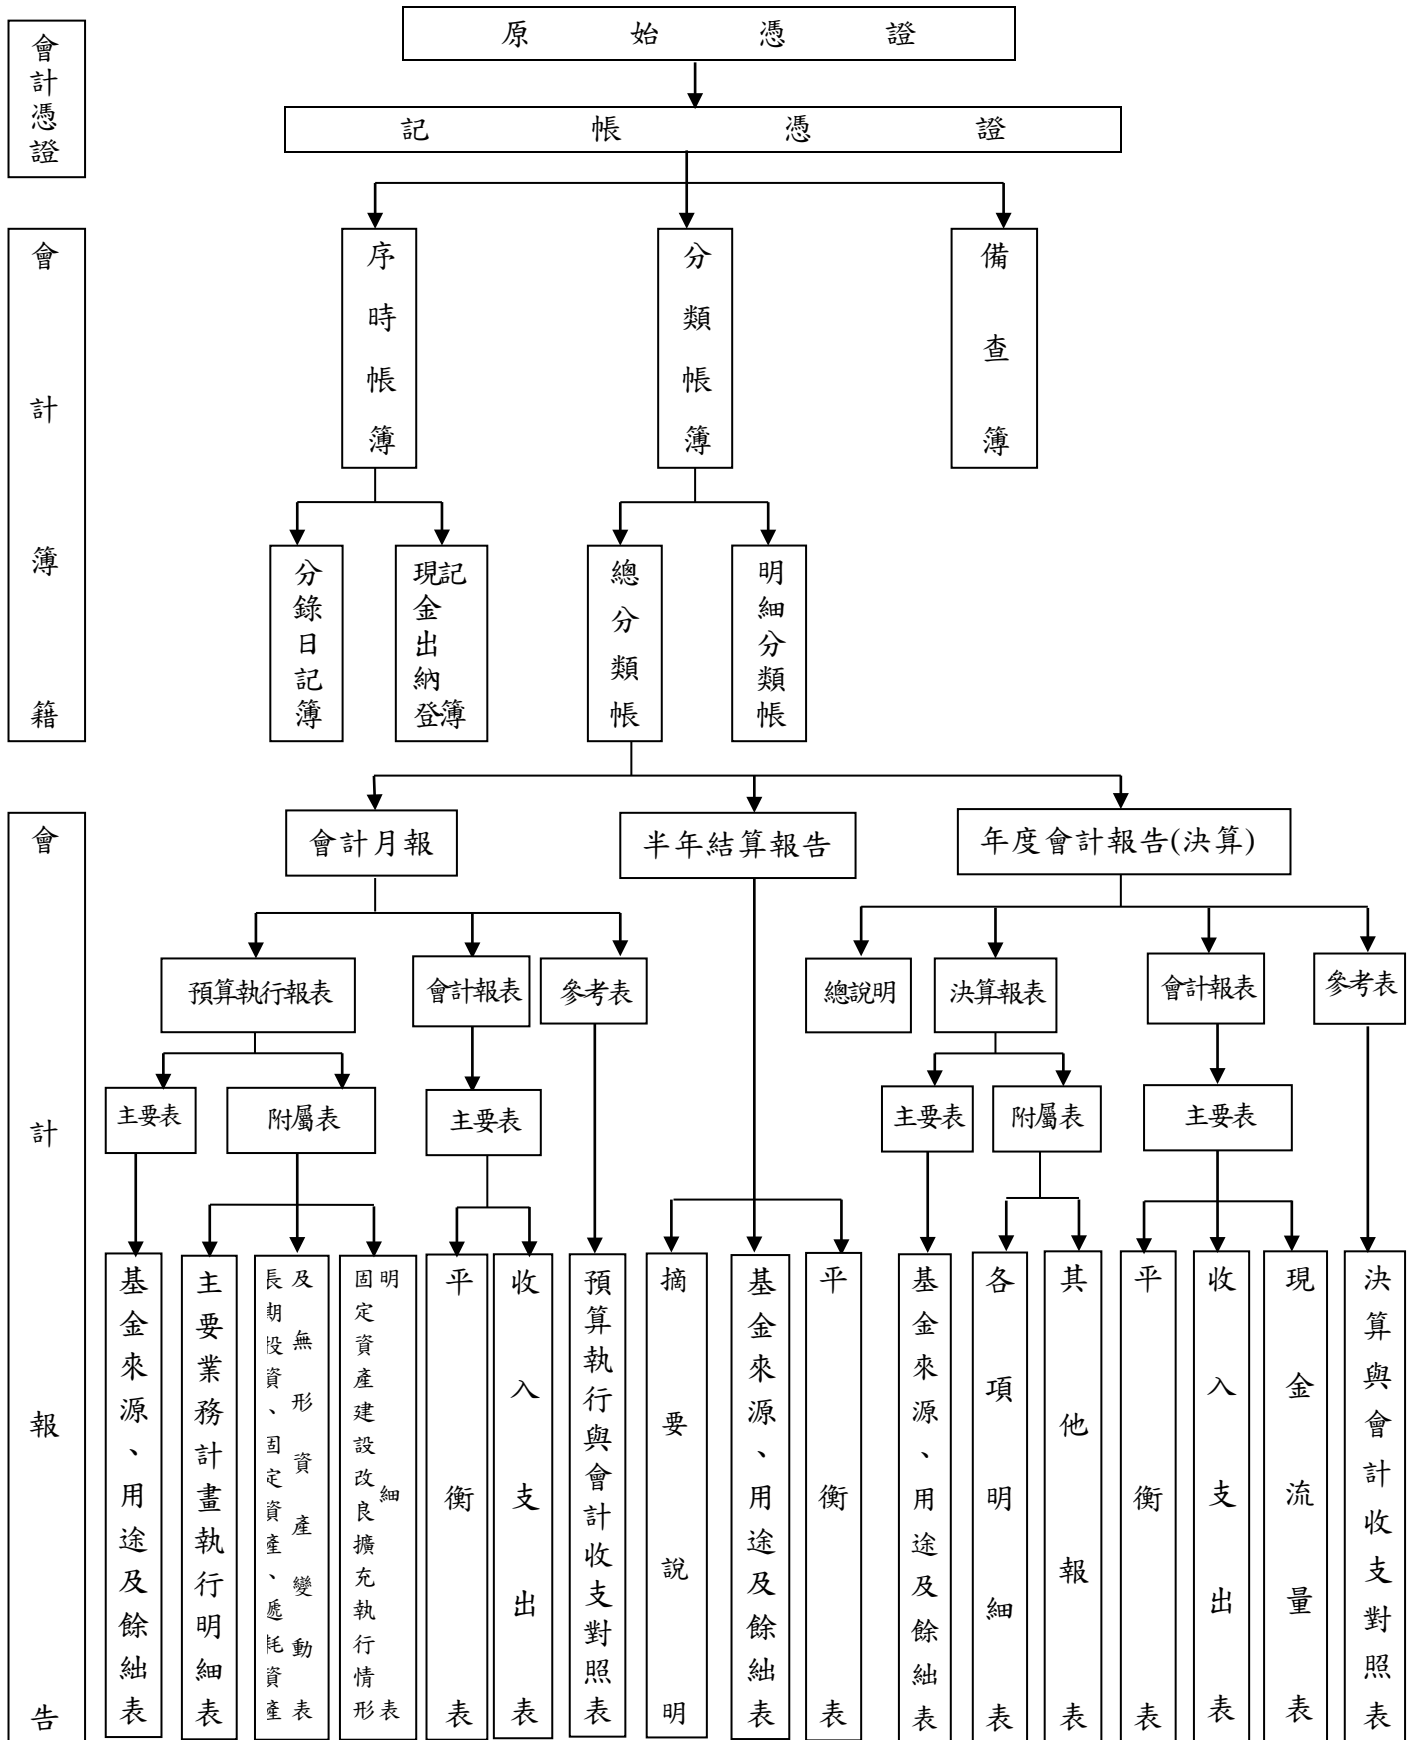 會計憑證
原始憑證
記帳憑證
會計簿籍
序時帳簿
分類帳簿
備查簿
分錄日記簿
現金出納登
記簿
總分類帳
明細分類帳
會計報告
會計月報
半年結算報告
年度會計報告(決算)
預算執行報表
會計報表
參考表
總說明
決算報表
會計報表
參考表
主要表
附屬表
主要表
主要表
附屬表
主要表
基金來源、用途及餘絀表
主要業務計畫執行明細表
長期投資、固定資產、遞耗資產
及無形資產變動表
固定資產建設改良擴充執行情形
明細表
平衡表
收入支出表
預算執行與會計收支對照表
摘要說明
基金來源、用途及餘絀表
平衡表
基金來源、用途及餘絀表
各項明細表
其他報表
平衡表
收入支出表
現金流量表
決算與會計收支對照表